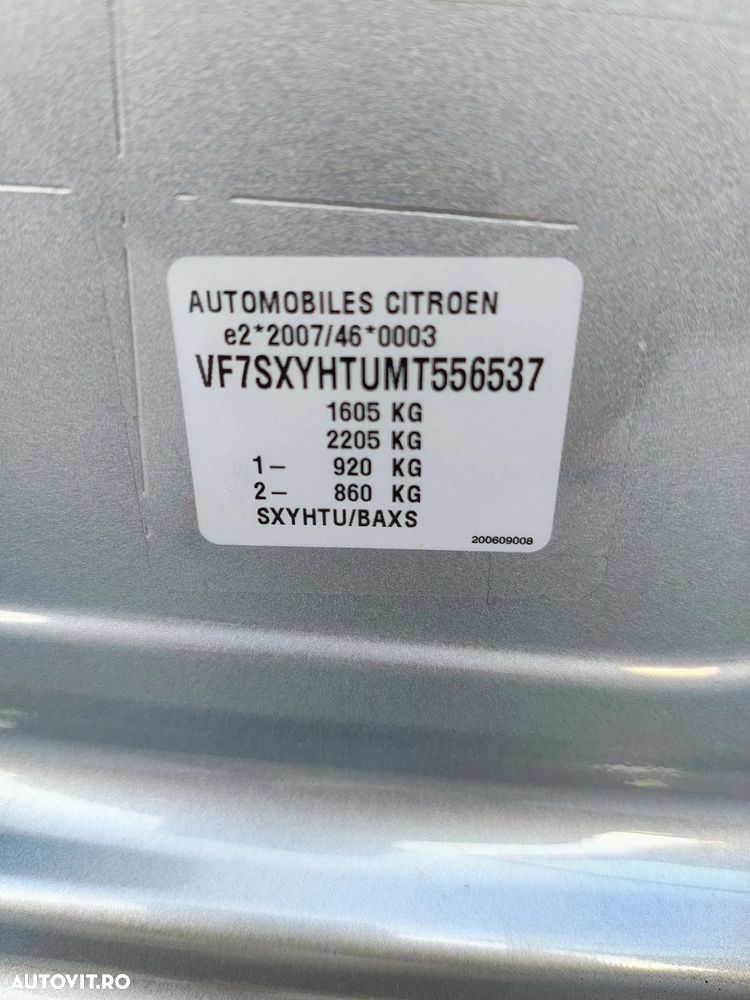 AUTOMOBILES CITROEN
e2*2007/46*0003
VF7SXYHTUMT556537
1605 KG
2205 KG
1- 920 KG
2- 860 KG
SXYHTU/BAXS
200609008
AUTOVIT.RO